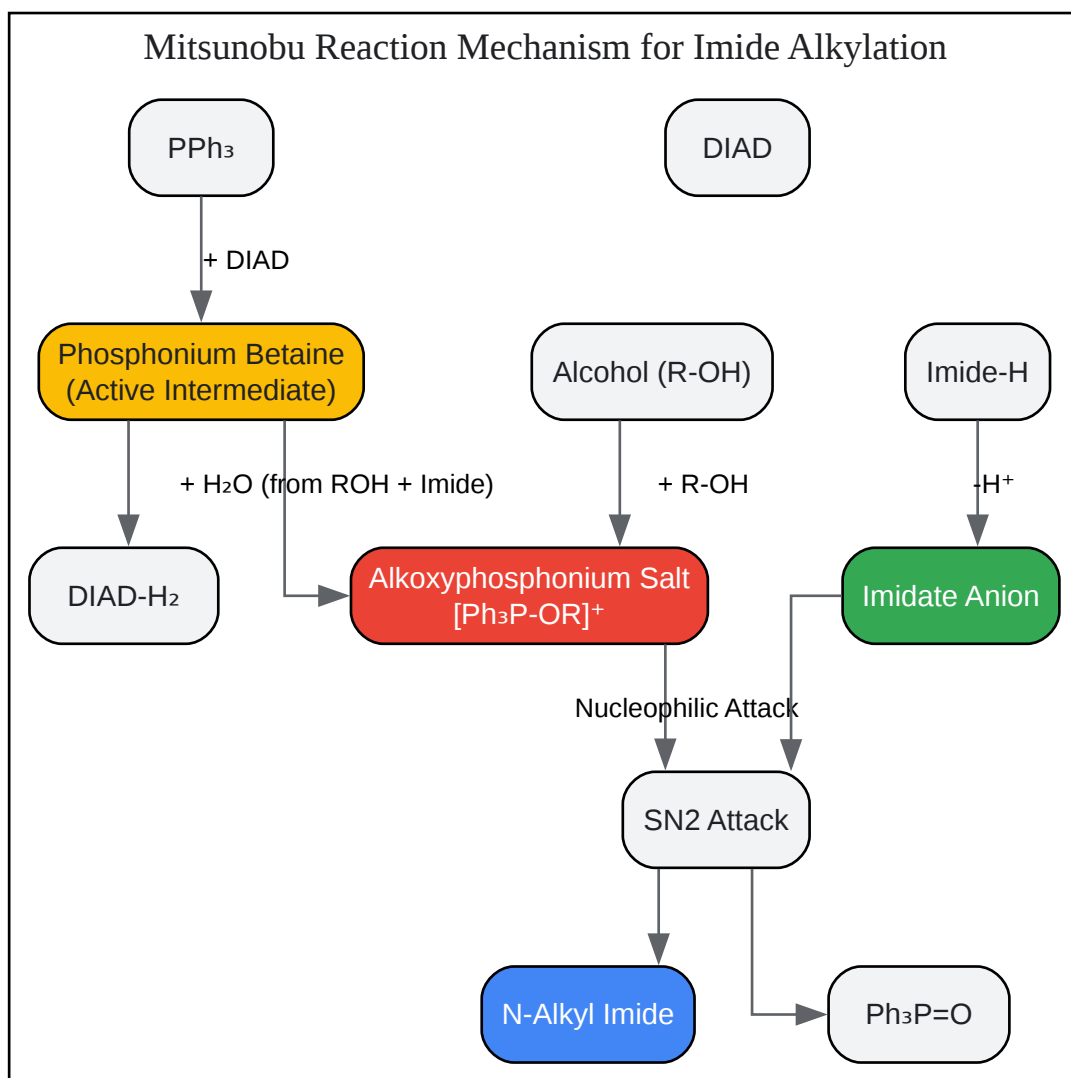 Mitsunobu Reaction Mechanism for Imide Alkylation
PPh₃
DIAD
+ DIAD
Phosphonium Betaine
(Active Intermediate)
Alcohol (R-OH)
Imide-H
+ H₂O (from ROH + Imide)
+ R-OH
-H⁺
DIAD-H₂
Alkoxyphosphonium Salt
[Ph₃P-OR]⁺
Imidate Anion
Nucleophilic Attack
SN2 Attack
N-Alkyl Imide
Ph₃P=O